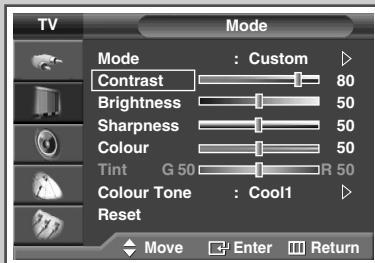 TV Mode
Mode : Custom
Contrast 80
Brightness 50
Sharpness 50
Colour 50
Tint G 50 R 50
Colour Tone : Cool1
Reset
Move Enter Return